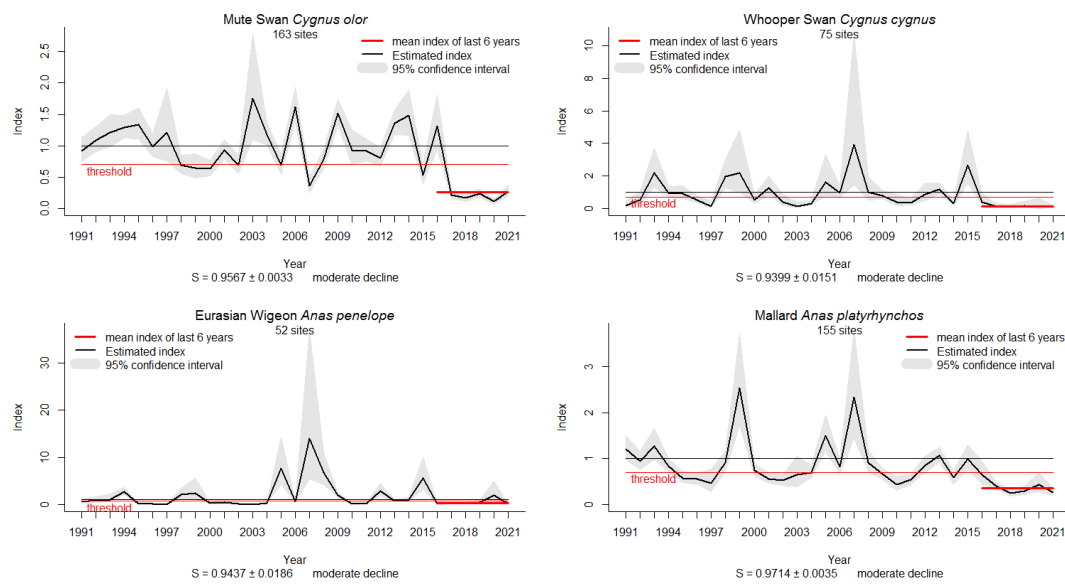 Mute Swan Cygnus olor
163 sites
mean index of last 6 years
Estimated index
95% confidence interval
threshold
Index
0.0 0.5 1.0 1.5 2.0 2.5
1991 1994 1997 2000 2003 2006 2009 2012 2015 2018 2021
Year
S = 0.9567 ± 0.0033 moderate decline
Whooper Swan Cygnus cygnus
75 sites
mean index of last 6 years
Estimated index
95% confidence interval
threshold
Index
0 2 4 6 8 10
1991 1994 1997 2000 2003 2006 2009 2012 2015 2018 2021
Year
S = 0.9399 ± 0.0151 moderate decline
Eurasian Wigeon Anas penelope
52 sites
mean index of last 6 years
Estimated index
95% confidence interval
threshold
Index
0 10 20 30
1991 1994 1997 2000 2003 2006 2009 2012 2015 2018 2021
Year
S = 0.9437 ± 0.0186 moderate decline
Mallard Anas platyrhynchos
155 sites
mean index of last 6 years
Estimated index
95% confidence interval
threshold
Index
0 1 2 3
1991 1994 1997 2000 2003 2006 2009 2012 2015 2018 2021
Year
S = 0.9714 ± 0.0035 moderate decline